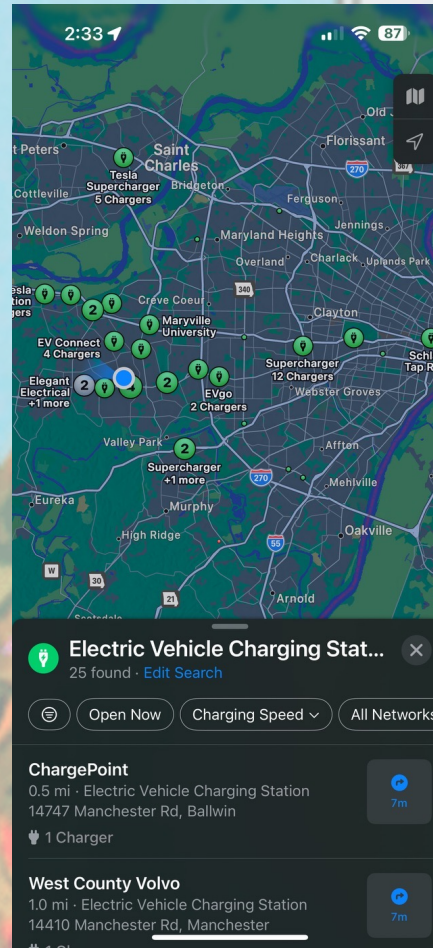 2:33
87
Old
Florissant
t Peters
Saint
Charles
270
367
Tesla
Supercharger
5 Chargers
Bridgeton
Cottleville
Ferguson
Weldon Spring
Jennings
Maryland Heights
Overland
Charlack
Uplands Park
340
Creve Coeur
2
Clayton
Maryville
University
EV Connect
4 Chargers
Supercharger
12 Chargers
Schl
Tap R
Elegant
Electrical
+1 more
2
2
EVgo
2 Chargers
Webster Groves
Valley Park
2
Affton
Supercharger
+1 more
270
Mehlville
Eureka
Murphy
High Ridge
Oakville
55
W
30
21
Arnold
Electric Vehicle Charging Stat...
25 found · Edit Search
Open Now
Charging Speed
All Networks
ChargePoint
0.5 mi · Electric Vehicle Charging Station
14747 Manchester Rd, Ballwin
1 Charger
7m
West County Volvo
1.0 mi · Electric Vehicle Charging Station
14410 Manchester Rd, Manchester
7m